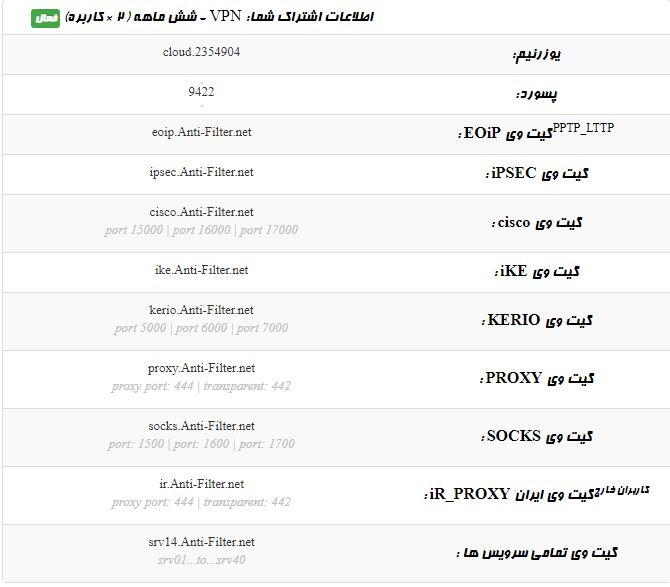 اطلاعات اشتراک شما: VPN - شش ماهه (۲ × کاربره) فعال
یوزرنیم: cloud.2354904
پسورد: 9422
گیت وی EOiP PPTP_LTTP : eoip.Anti-Filter.net
گیت وی iPSEC : ipsec.Anti-Filter.net
گیت وی cisco : cisco.Anti-Filter.net
port 15000 | port 16000 | port 17000
گیت وی iKE : ike.Anti-Filter.net
گیت وی KERIO : kerio.Anti-Filter.net
port 5000 | port 6000 | port 7000
گیت وی PROXY : proxy.Anti-Filter.net
proxy port: 444 | transparent: 442
گیت وی SOCKS : socks.Anti-Filter.net
port: 1500 | port: 1600 | port: 1700
کاربران خارج گیت وی ایران iR_PROXY : ir.Anti-Filter.net
proxy port: 444 | transparent: 442
گیت وی تمامی سرویس ها : srv14.Anti-Filter.net
srv01...to...srv40